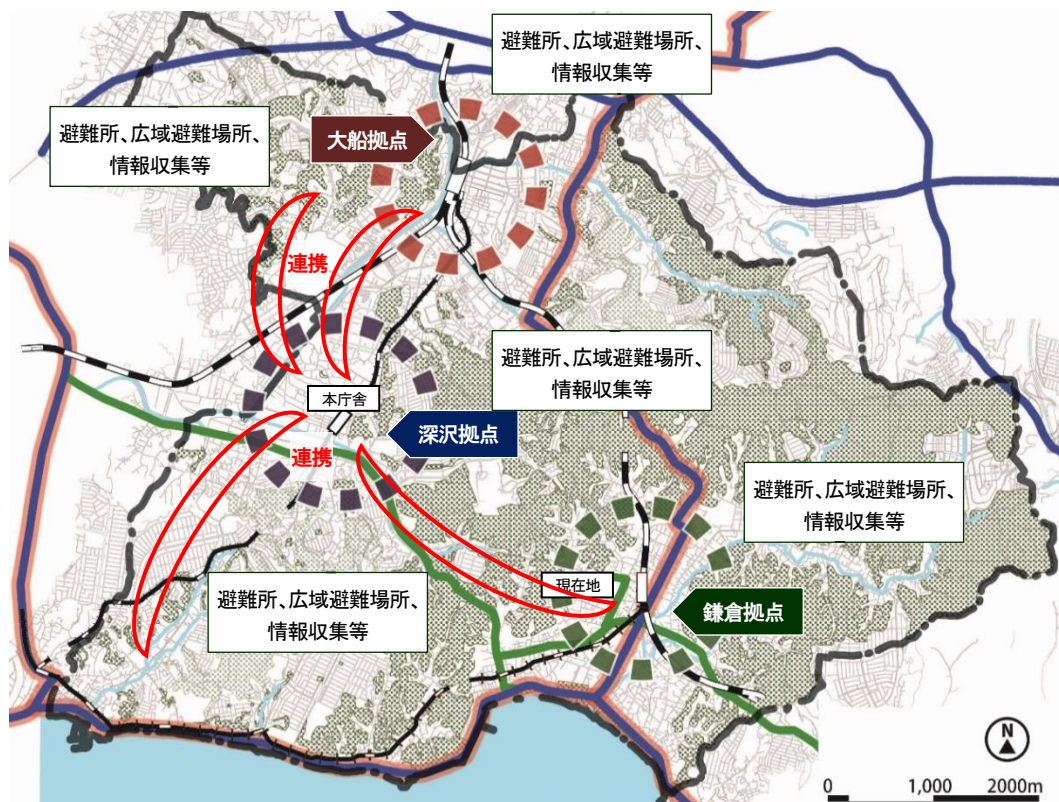 避難所、広域避難場所、
情報収集等
避難所、広域避難場所、
情報収集等
大船拠点
連携
避難所、広域避難場所、
情報収集等
本庁舎
深沢拠点
連携
避難所、広域避難場所、
情報収集等
現在地
避難所、広域避難場所、
情報収集等
鎌倉拠点
N
0 1,000 2000m